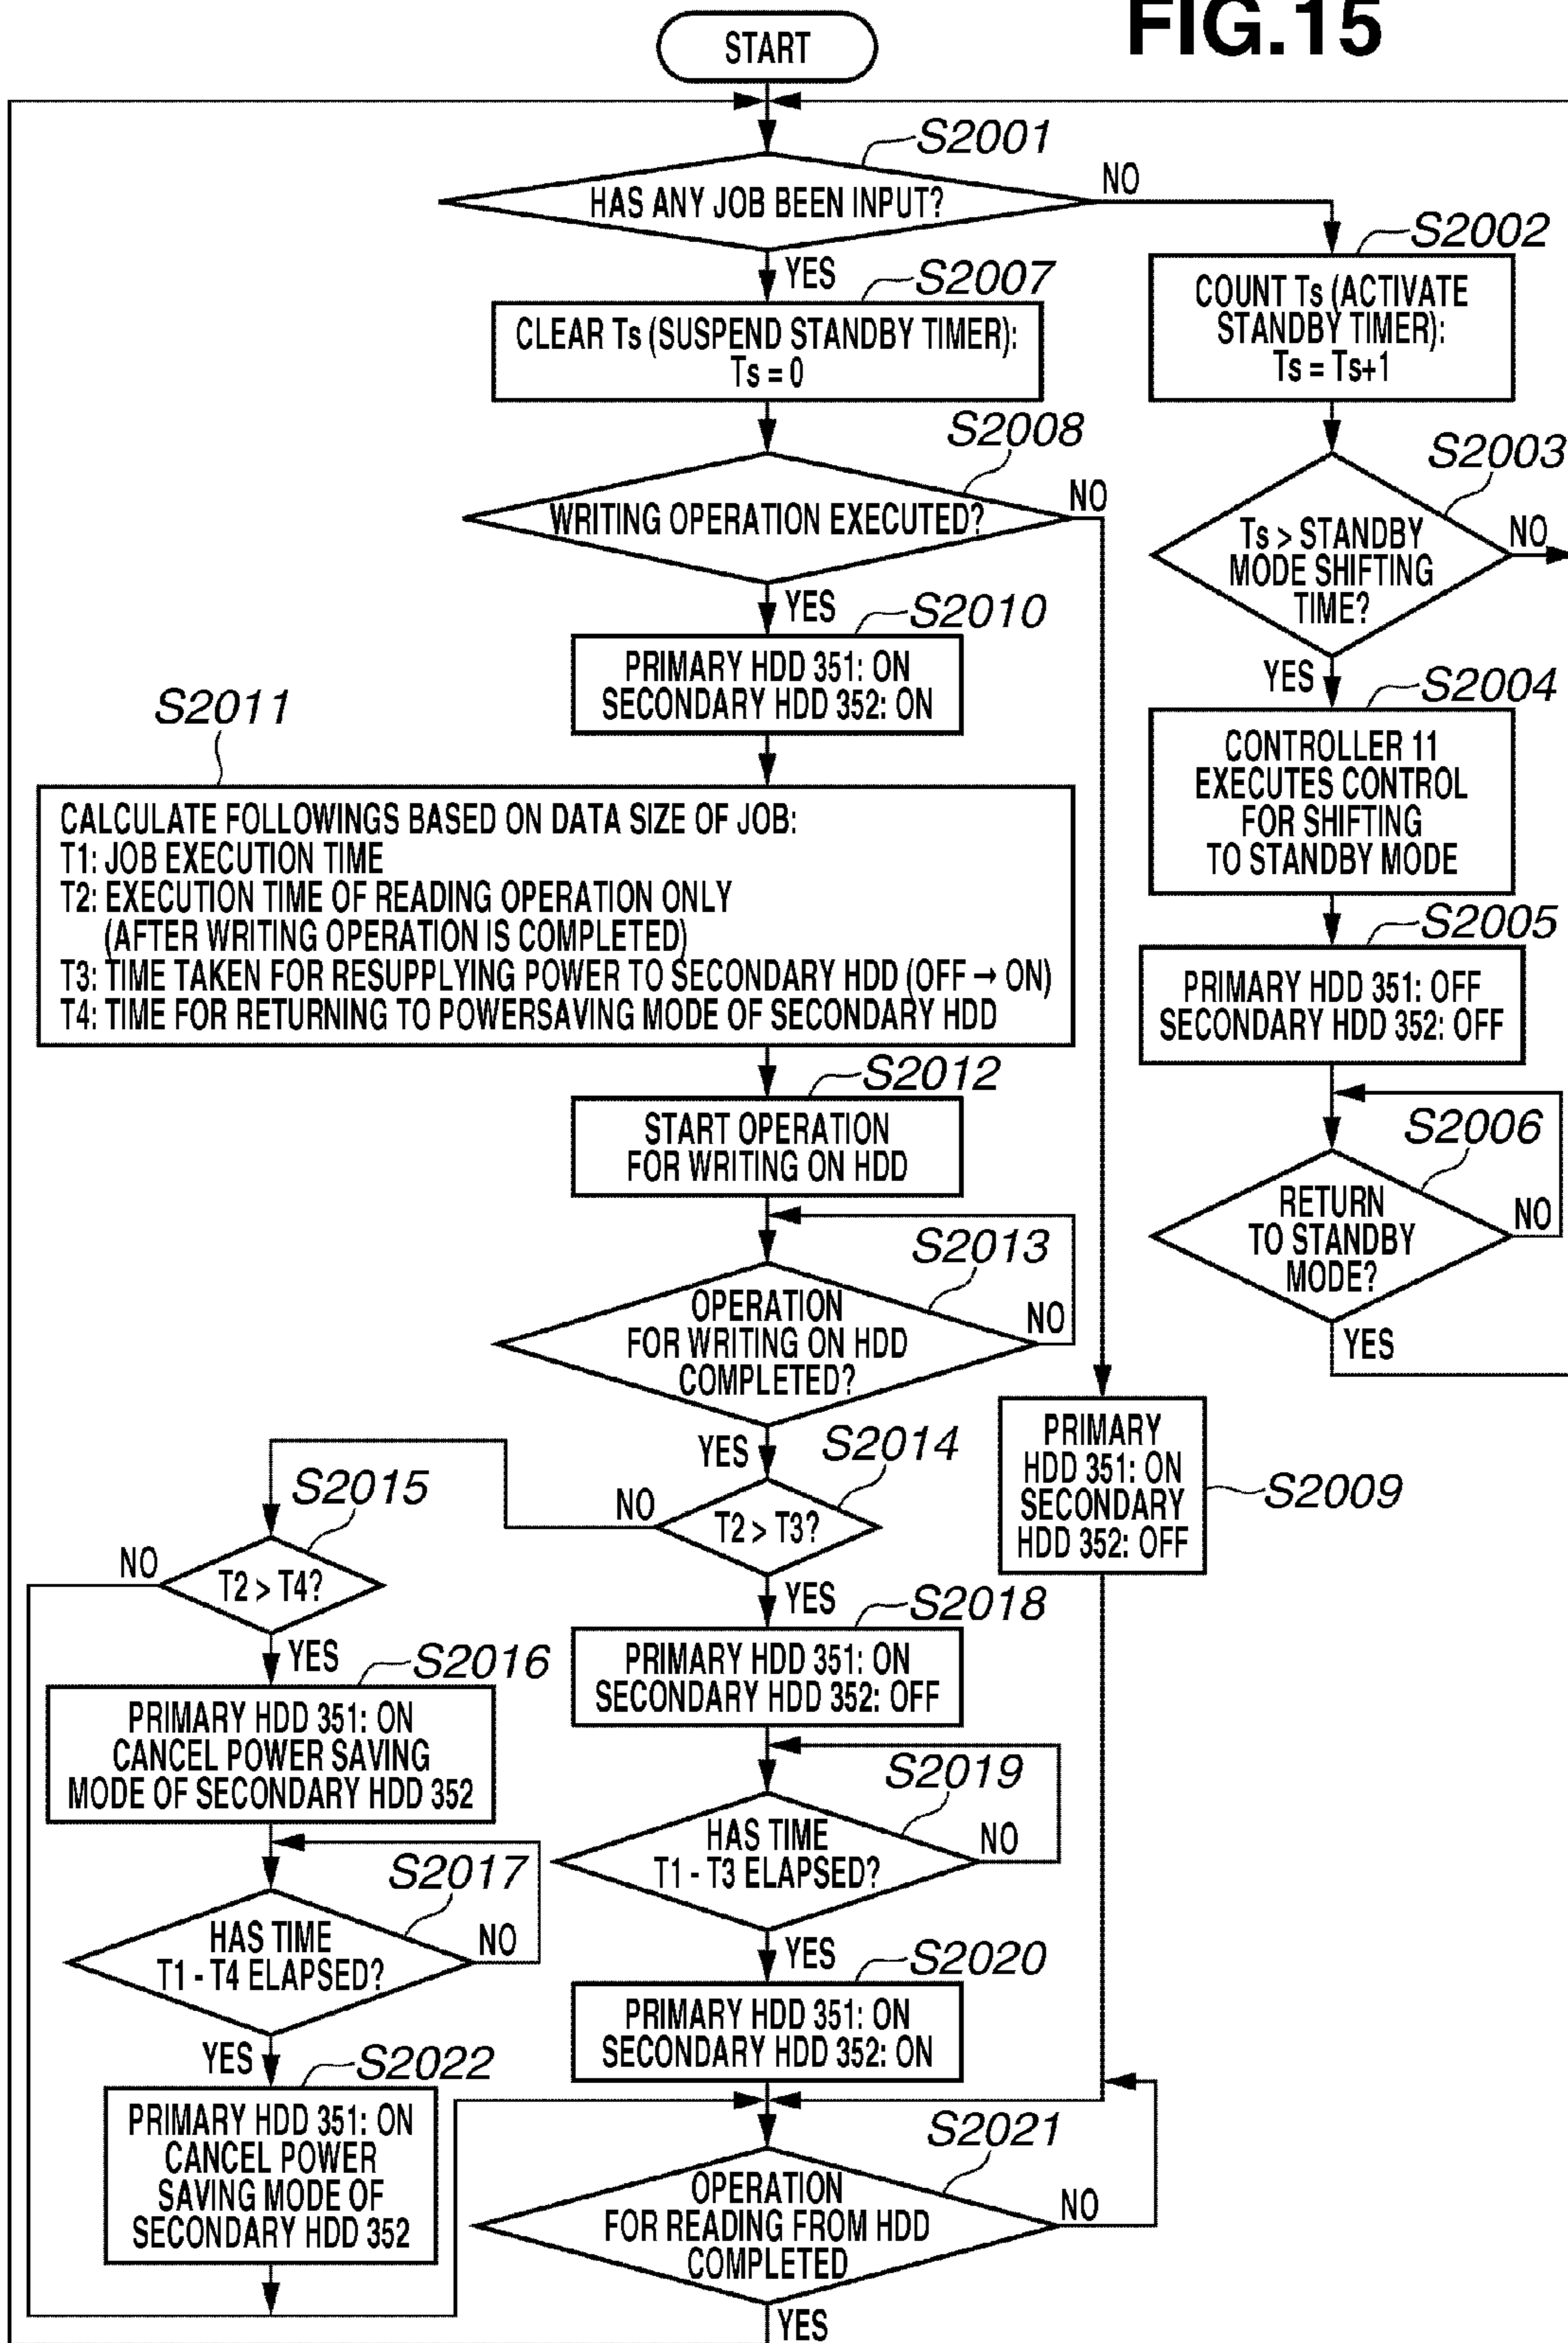 FIG.15
START
S2001
HAS ANY JOB BEEN INPUT?
NO
YES
S2002
COUNT Ts (ACTIVATE
STANDBY TIMER):
Ts = Ts+1
S2003
Ts > STANDBY
MODE SHIFTING
TIME?
NO
YES
S2004
CONTROLLER 11
EXECUTES CONTROL
FOR SHIFTING
TO STANDBY MODE
S2005
PRIMARY HDD 351: OFF
SECONDARY HDD 352: OFF
S2006
RETURN
TO STANDBY
MODE?
NO
YES
S2007
CLEAR Ts (SUSPEND STANDBY TIMER):
Ts = 0
S2008
WRITING OPERATION EXECUTED?
NO
YES
S2009
PRIMARY
HDD 351: ON
SECONDARY
HDD 352: OFF
S2010
PRIMARY HDD 351: ON
SECONDARY HDD 352: ON
S2011
CALCULATE FOLLOWINGS BASED ON DATA SIZE OF JOB:
T1: JOB EXECUTION TIME
T2: EXECUTION TIME OF READING OPERATION ONLY
(AFTER WRITING OPERATION IS COMPLETED)
T3: TIME TAKEN FOR RESUPPLYING POWER TO SECONDARY HDD (OFF → ON)
T4: TIME FOR RETURNING TO POWERSAVING MODE OF SECONDARY HDD
S2012
START OPERATION
FOR WRITING ON HDD
S2013
OPERATION
FOR WRITING ON HDD
COMPLETED?
NO
YES
S2014
T2 > T3?
NO
YES
S2015
T2 > T4?
NO
YES
S2016
PRIMARY HDD 351: ON
CANCEL POWER SAVING
MODE OF SECONDARY HDD 352
S2017
HAS TIME
T1 - T4 ELAPSED?
NO
YES
S2022
PRIMARY HDD 351: ON
CANCEL POWER
SAVING MODE OF
SECONDARY HDD 352
S2018
PRIMARY HDD 351: ON
SECONDARY HDD 352: OFF
S2019
HAS TIME
T1 - T3 ELAPSED?
NO
YES
S2020
PRIMARY HDD 351: ON
SECONDARY HDD 352: ON
S2021
OPERATION
FOR READING FROM HDD
COMPLETED
NO
YES